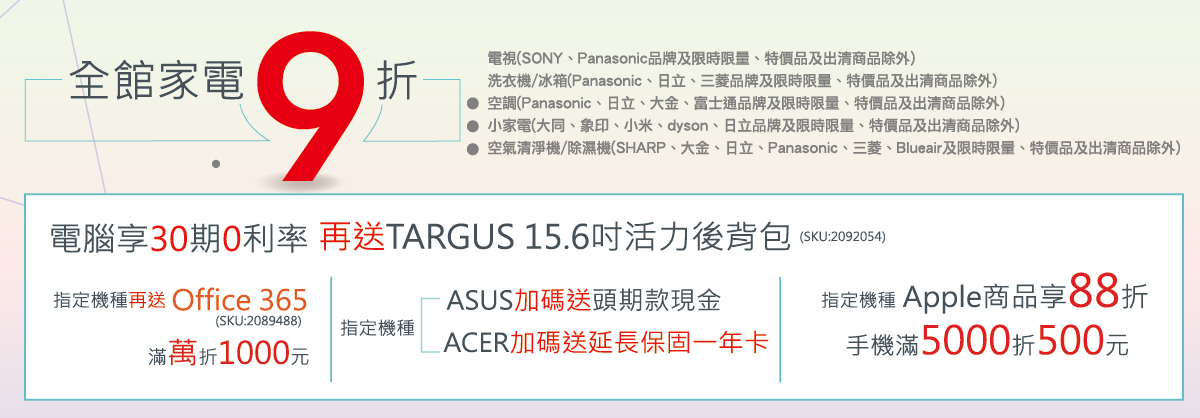 全館家電9折
電視(SONY、Panasonic品牌及限時限量、特價品及出清商品除外)
洗衣機/冰箱(Panasonic、日立、三菱品牌及限時限量、特價品及出清商品除外)
● 空調(Panasonic、日立、大金、富士通品牌及限時限量、特價品及出清商品除外)
● 小家電(大同、象印、小米、dyson、日立品牌及限時限量、特價品及出清商品除外)
● 空氣清淨機/除濕機(SHARP、大金、日立、Panasonic、三菱、Blueair及限時限量、特價品及出清商品除外)
電腦享30期0利率 再送TARGUS 15.6吋活力後背包 (SKU:2092054)
指定機種再送 Office 365
(SKU:2089488)
滿萬折1000元
指定機種
ASUS加碼送頭期款現金
ACER加碼送延長保固一年卡
指定機種 Apple商品享88折
手機滿5000折500元